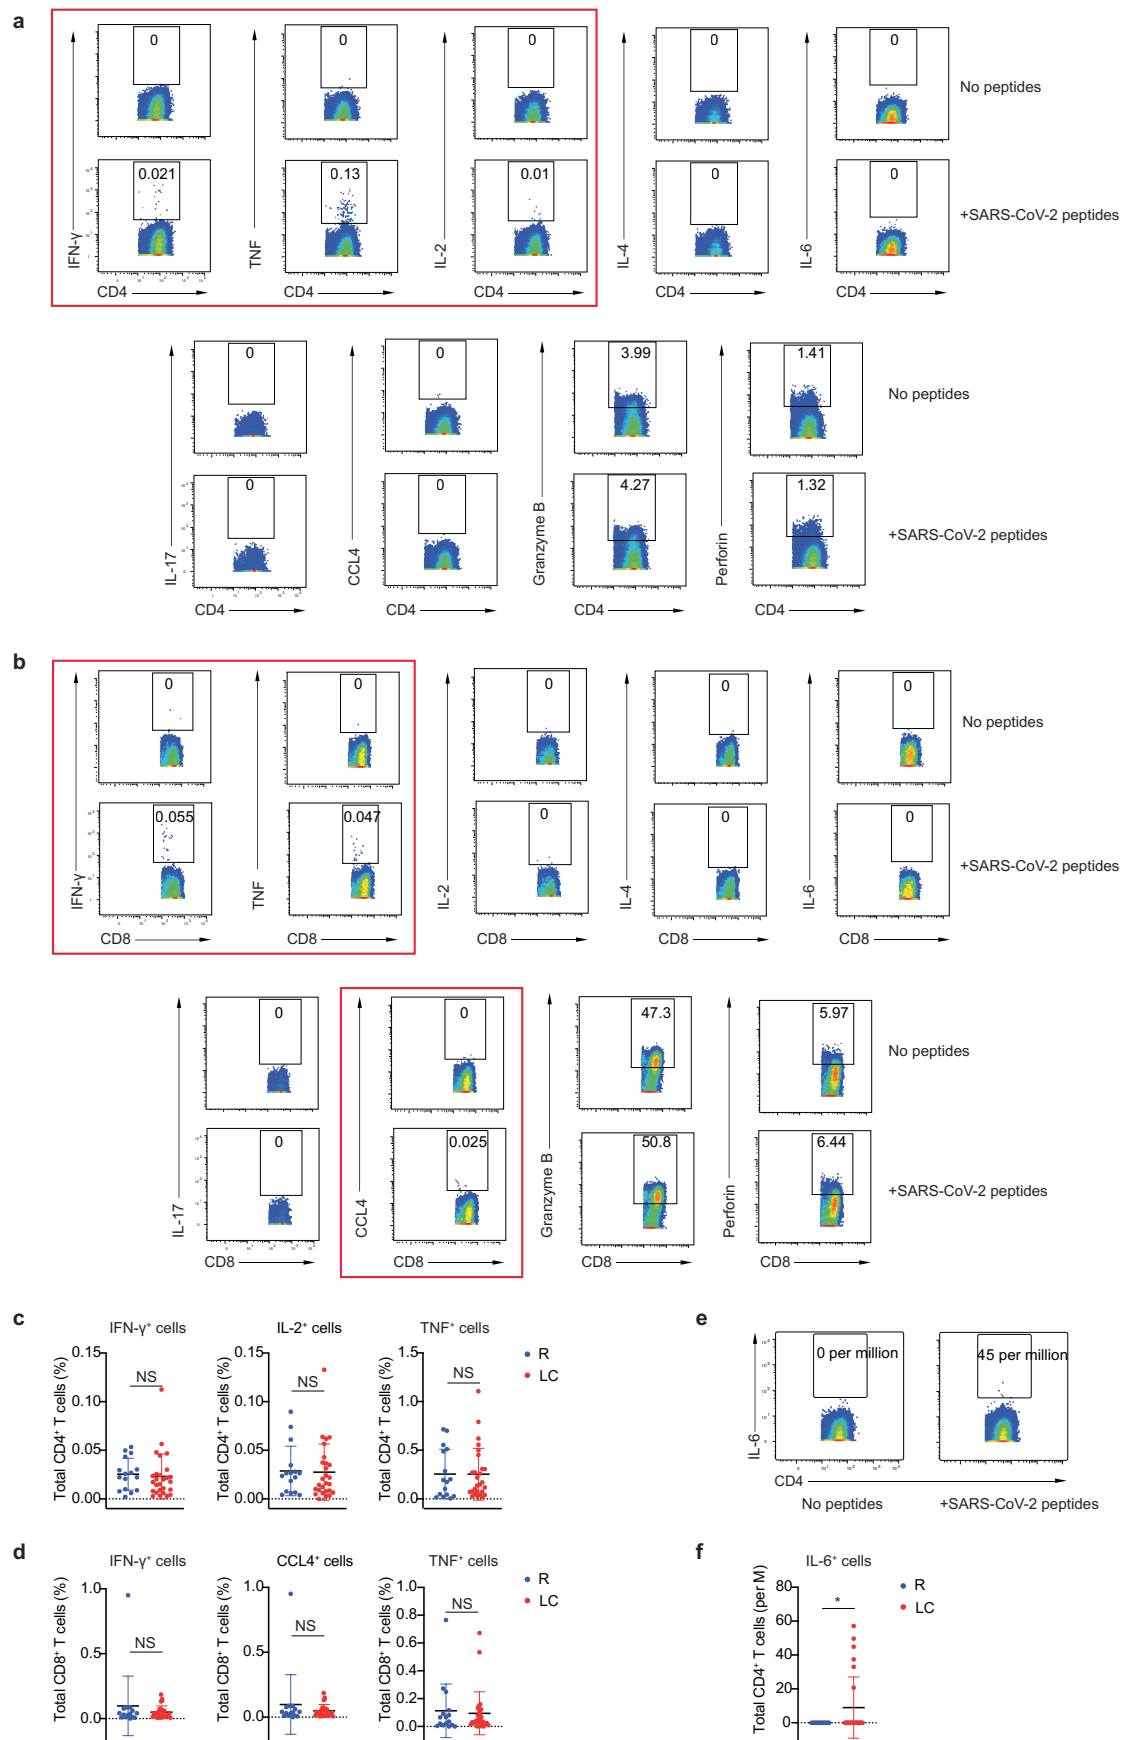 a
0 0 0 0 0
IFN-γ TNF IL-2 IL-4 IL-6
No peptides
0.021 0.13 0.01 0 0
+SARS-CoV-2 peptides
CD4 CD4 CD4 CD4 CD4
0 0 3.99 1.41
No peptides
IL-17 CCL4 Granzyme B Perforin
0 0 4.27 1.32
+SARS-CoV-2 peptides
CD4 CD4 CD4 CD4
b
0 0 0 0 0
No peptides
IFN-γ TNF IL-2 IL-4 IL-6
0.055 0.047 0 0 0
+SARS-CoV-2 peptides
CD8 CD8 CD8 CD8 CD8
0 0 47.3 5.97
No peptides
IL-17 CCL4 Granzyme B Perforin
0 0.025 50.8 6.44
+SARS-CoV-2 peptides
CD8 CD8 CD8 CD8
c
IFN-γ⁺ cells IL-2⁺ cells TNF⁺ cells
Total CD4⁺ T cells (%)
0.15
0.10
0.05
0.00
NS
Total CD4⁺ T cells (%)
0.15
0.10
0.05
0.00
NS
Total CD4⁺ T cells (%)
1.5
1.0
0.5
0.0
NS
R
LC
d
IFN-γ⁺ cells CCL4⁺ cells TNF⁺ cells
Total CD8⁺ T cells (%)
1.0
0.5
0.0
NS
Total CD8⁺ T cells (%)
1.0
0.5
0.0
NS
Total CD8⁺ T cells (%)
1.0
0.8
0.6
0.4
0.2
0.0
NS
R
LC
e
0 per million 45 per million
IL-6
CD4
No peptides +SARS-CoV-2 peptides
f
IL-6⁺ cells
Total CD4⁺ T cells (per M)
80
60
40
20
0
*
R
LC